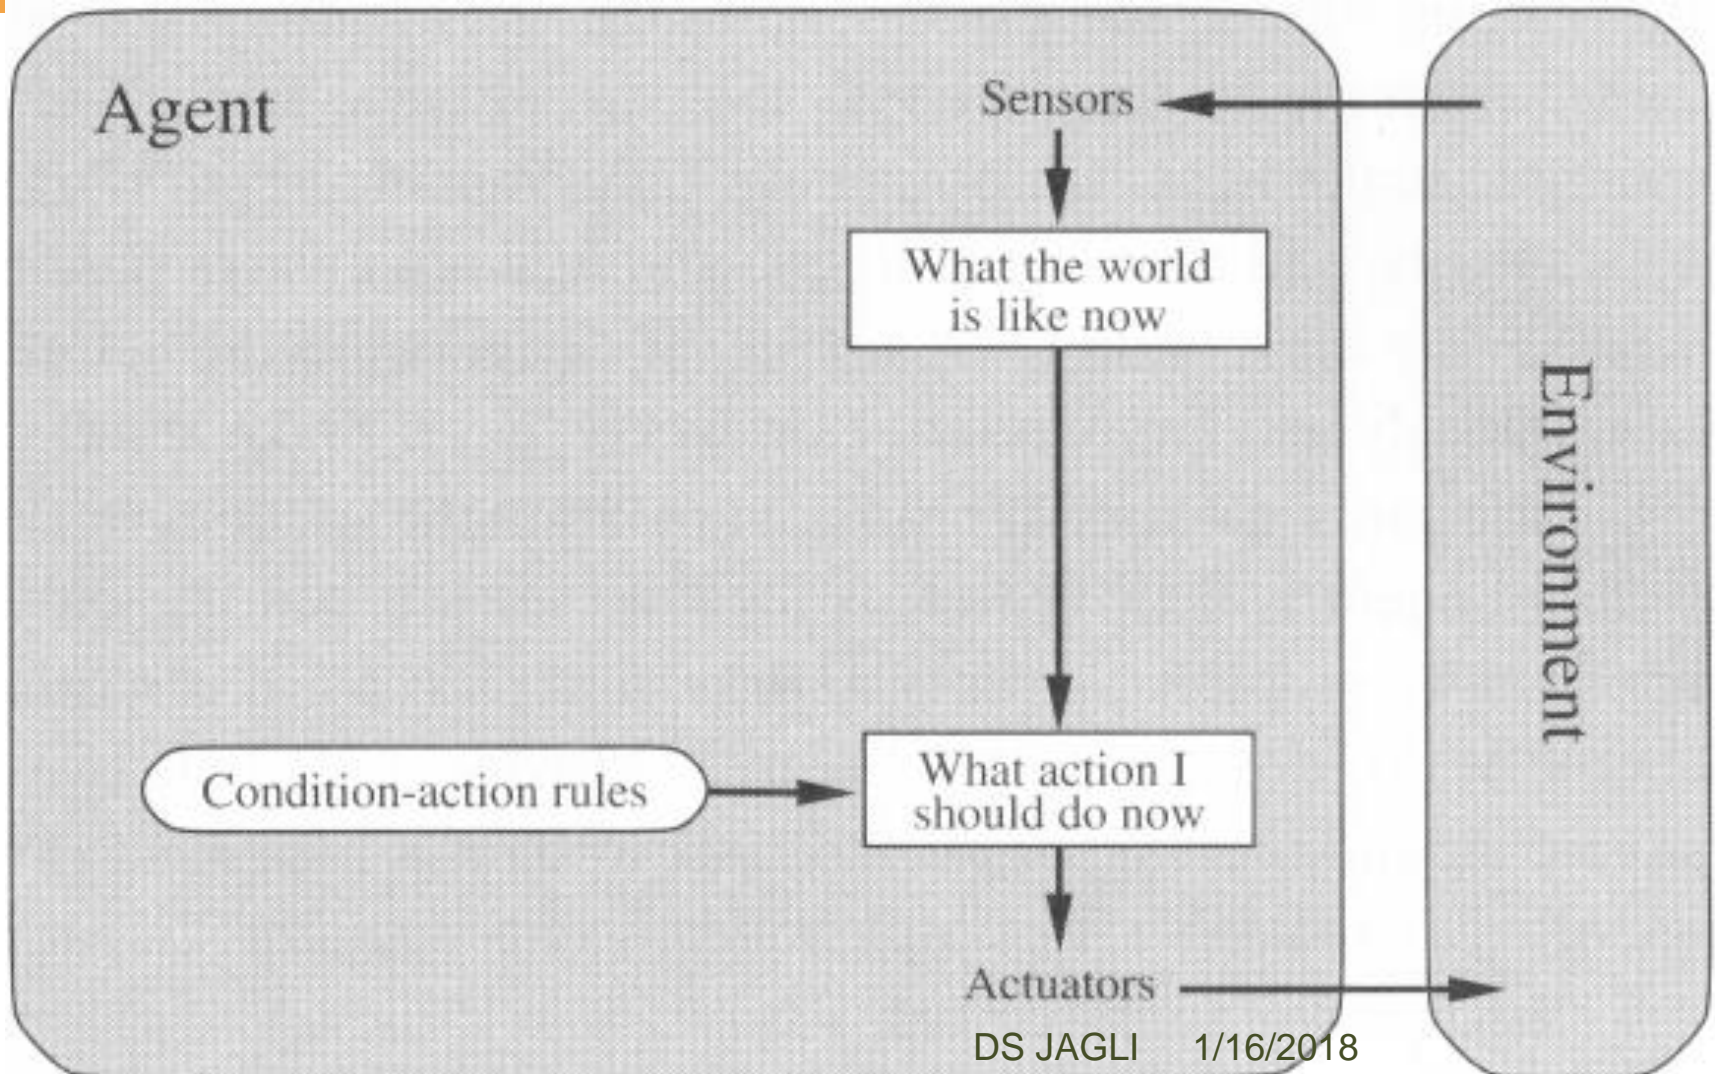 Agent
Sensors
What the world
is like now
Environment
Condition-action rules
What action I
should do now
Actuators
DS JAGLI 1/16/2018